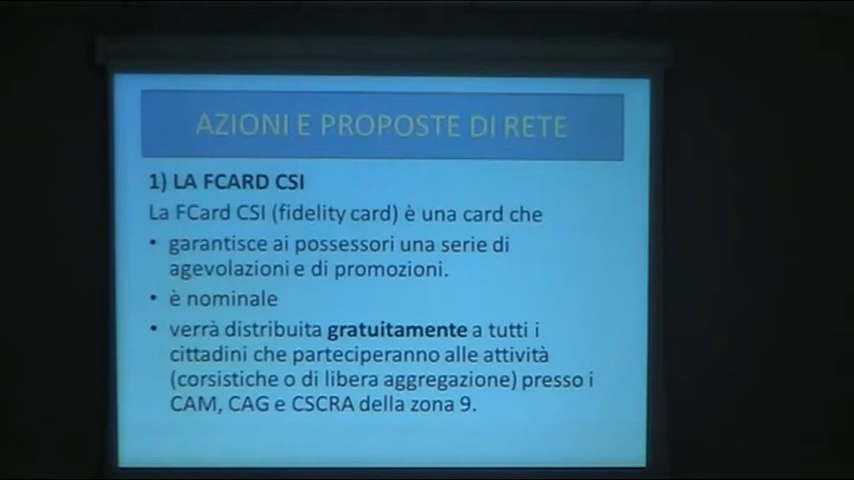 AZIONI E PROPOSTE DI RETE
1) LA FCARD CSI
La FCard CSI (fidelity card) è una card che
• garantisce ai possessori una serie di
agevolazioni e di promozioni.
• è nominale
• verrà distribuita gratuitamente a tutti i
cittadini che parteciperanno alle attività
(corsistiche o di libera aggregazione) presso i
CAM, CAG e CSCRA della zona 9.